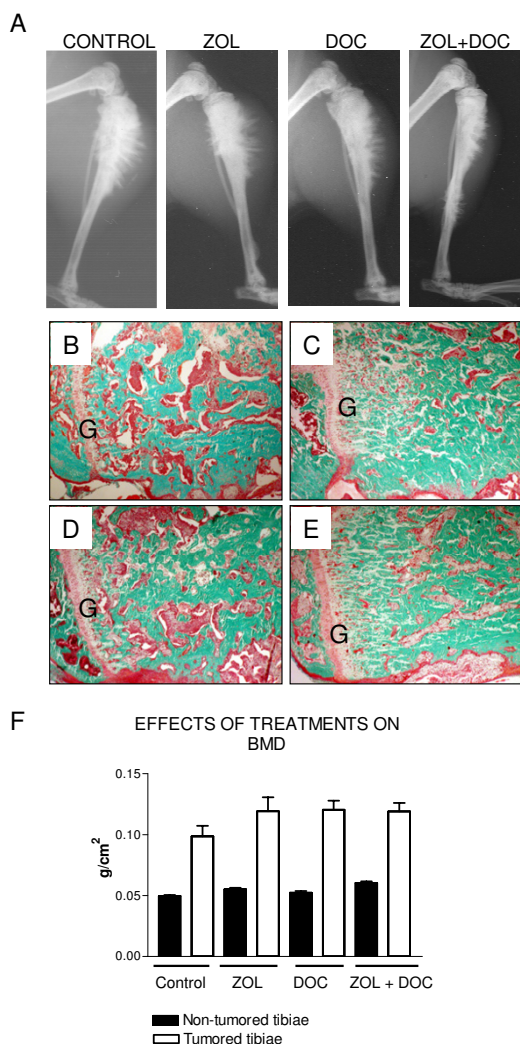 A
CONTROL ZOL DOC ZOL+DOC
B C
G G
D E
G G
F
EFFECTS OF TREATMENTS ON
BMD
0.15
0.10
0.05
0.00
g/cm²
Control ZOL DOC ZOL + DOC
Non-tumored tibiae
Tumored tibiae